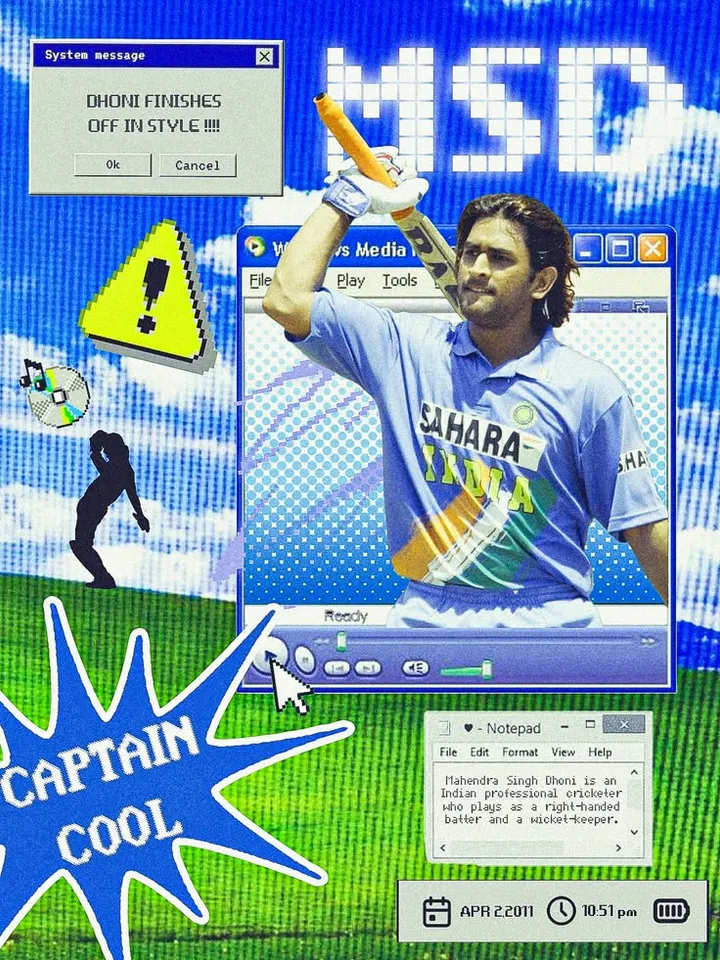 System message
DHONI FINISHES
OFF IN STYLE !!!!
Ok
Cancel
MSD
Media
File
Play
Tools
SAHARA
INDIA
Ready
CAPTAIN
COOL
♥ - Notepad
File Edit Format View Help
Mahendra Singh Dhoni is an
Indian professional cricketer
who plays as a right-handed
batter and a wicket-keeper.
APR 2,2011
10:51 pm